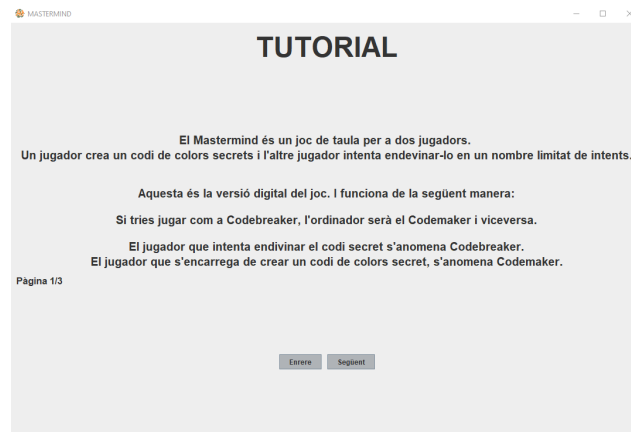 MASTERMIND
TUTORIAL
El Mastermind és un joc de taula per a dos jugadors.
Un jugador crea un codi de colors secrets i l'altre jugador intenta endevinar-lo en un nombre limitat de intents.
Aquesta és la versió digital del joc. I funciona de la següent manera:
Si tries jugar com a Codebreaker, l'ordinador serà el Codemaker i viceversa.
El jugador que intenta endivinar el codi secret s'anomena Codebreaker.
El jugador que s'encarrega de crear un codi de colors secret, s'anomena Codemaker.
Pàgina 1/3
Enrere Següent